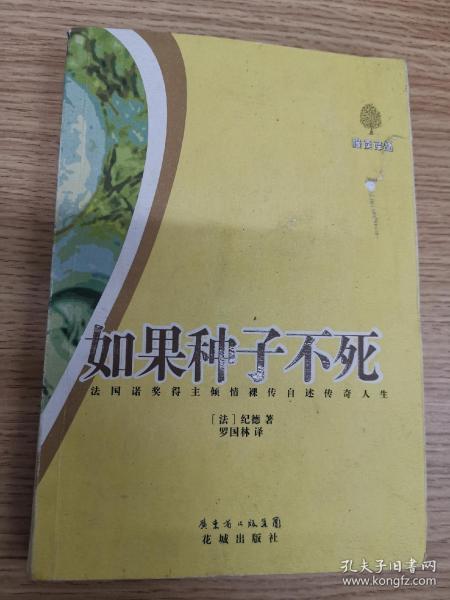 如果种子不死
法国诺奖得主倾情裸传自述传奇人生
[法] 纪德 著
罗国林 译
广东省出版集团
花城出版社
孔夫子旧书网
www.kongfz.com